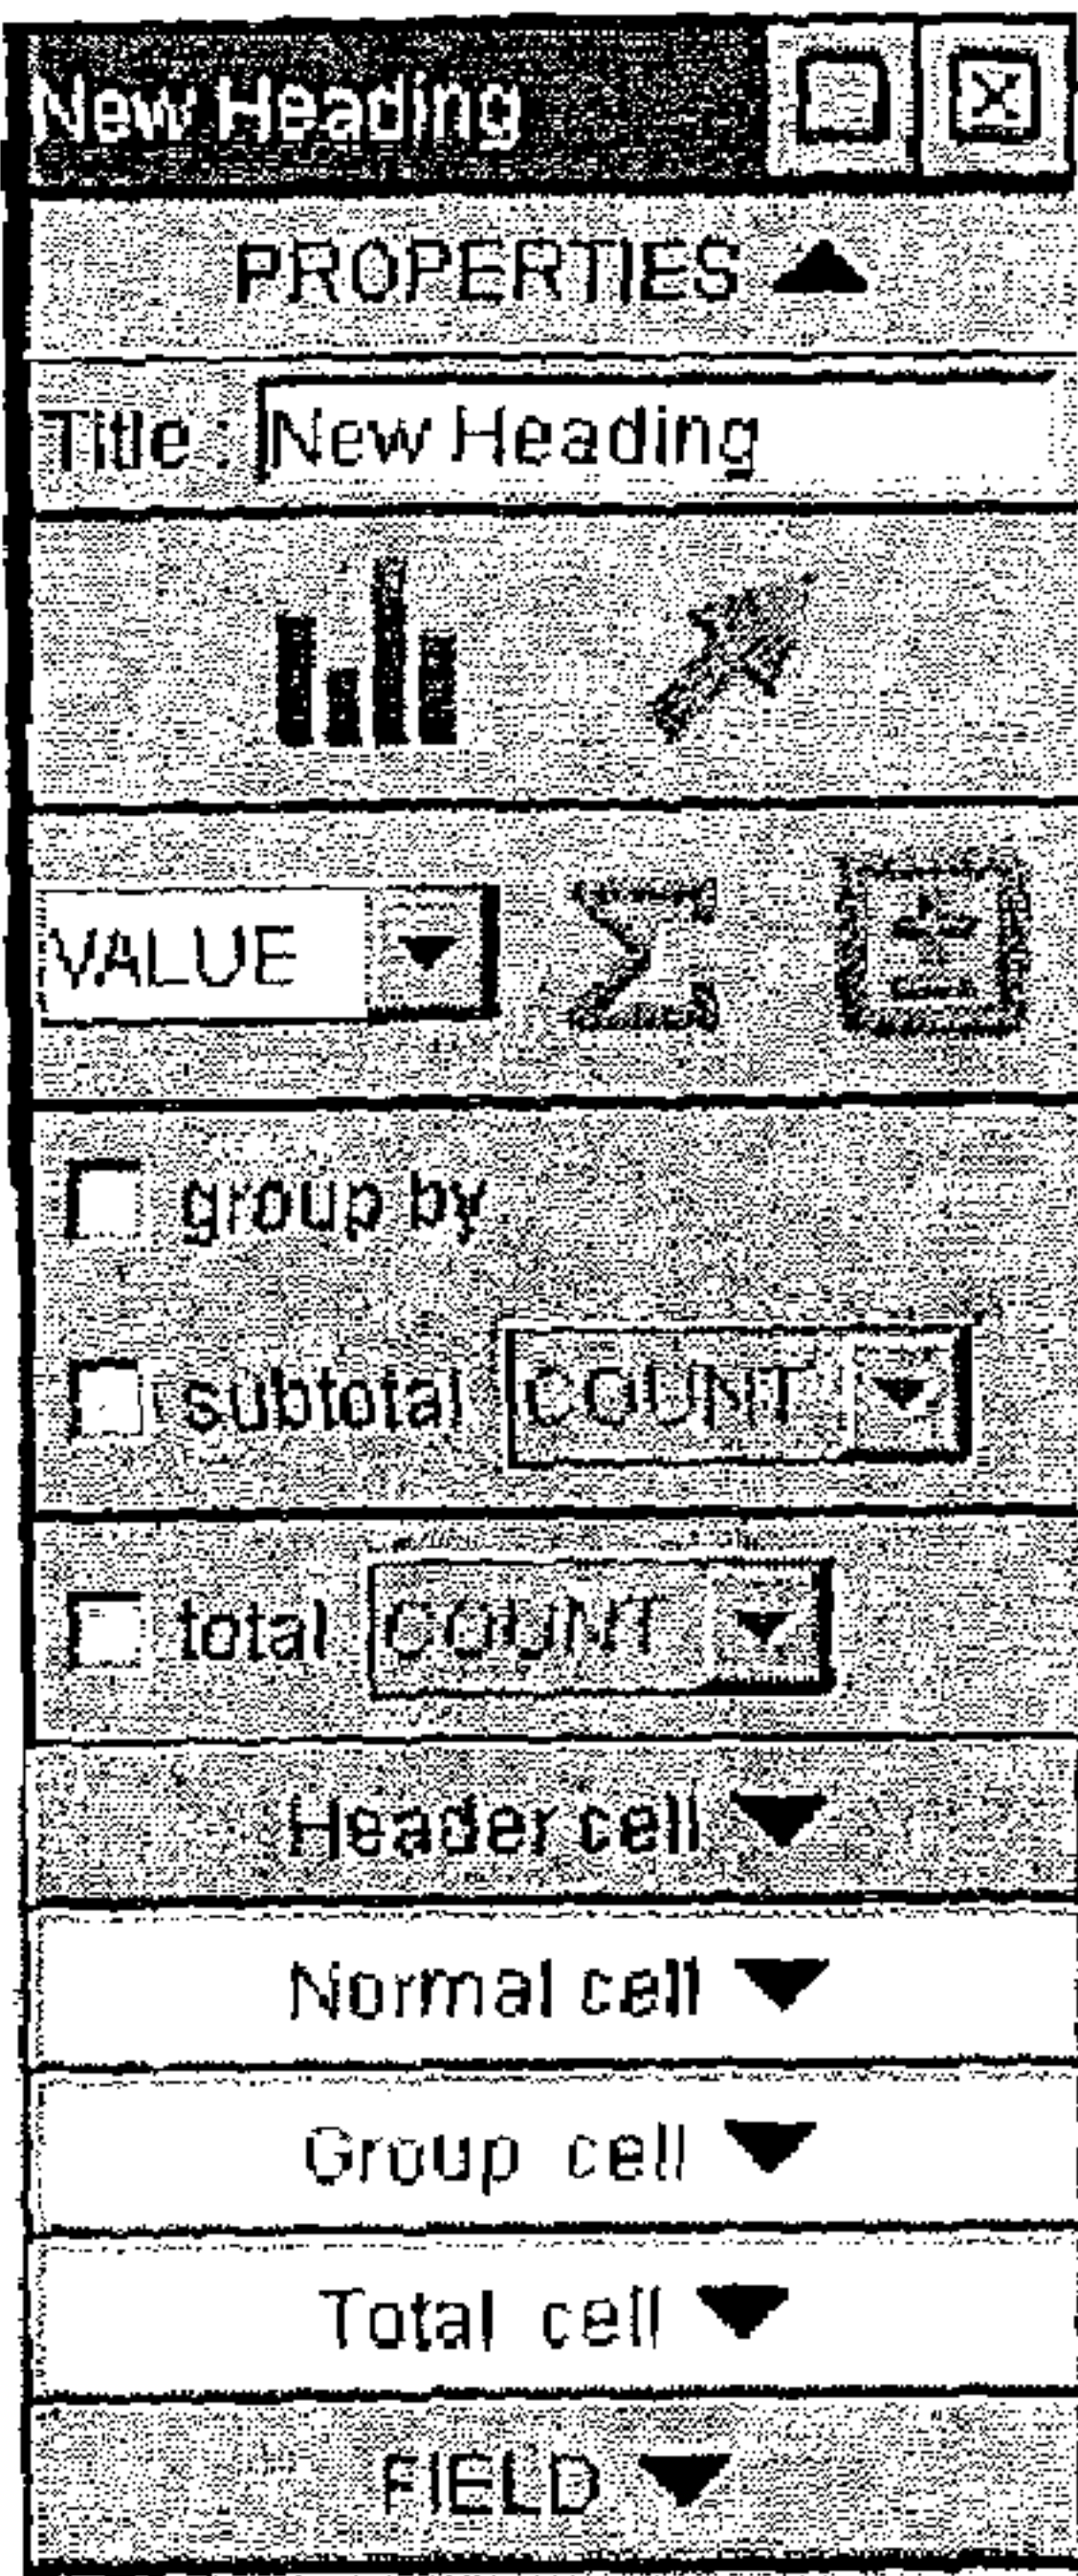 New Heading
PROPERTIES
Title : New Heading
VALUE
group by
subtotal COUNT
total COUNT
Header cell
Normal cell
Group cell
Total cell
FIELD